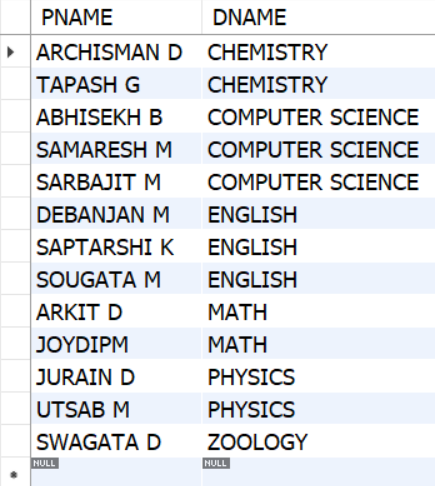 PNAME DNAME
ARCHISMAN D CHEMISTRY
TAPASH G CHEMISTRY
ABHISEKH B COMPUTER SCIENCE
SAMARESH M COMPUTER SCIENCE
SARBAJIT M COMPUTER SCIENCE
DEBANJAN M ENGLISH
SAPTARSHI K ENGLISH
SOUGATA M ENGLISH
ARKIT D MATH
JOYDIPM MATH
JURAIN D PHYSICS
UTSAB M PHYSICS
SWAGATA D ZOOLOGY
NULL NULL